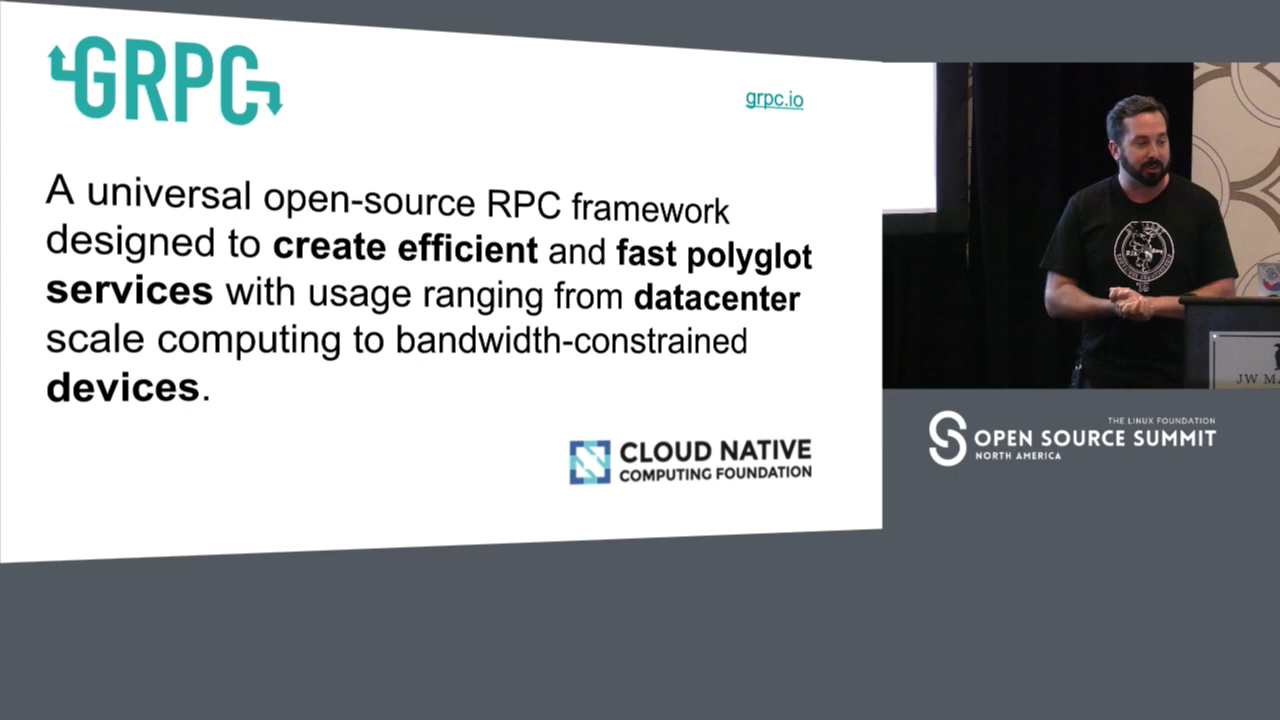 GRPC
grpc.io
A universal open-source RPC framework
designed to create efficient and fast polyglot
services with usage ranging from datacenter
scale computing to bandwidth-constrained
devices.
CLOUD NATIVE
COMPUTING FOUNDATION
JW
THE LINUX FOUNDATION
OPEN SOURCE SUMMIT
NORTH AMERICA